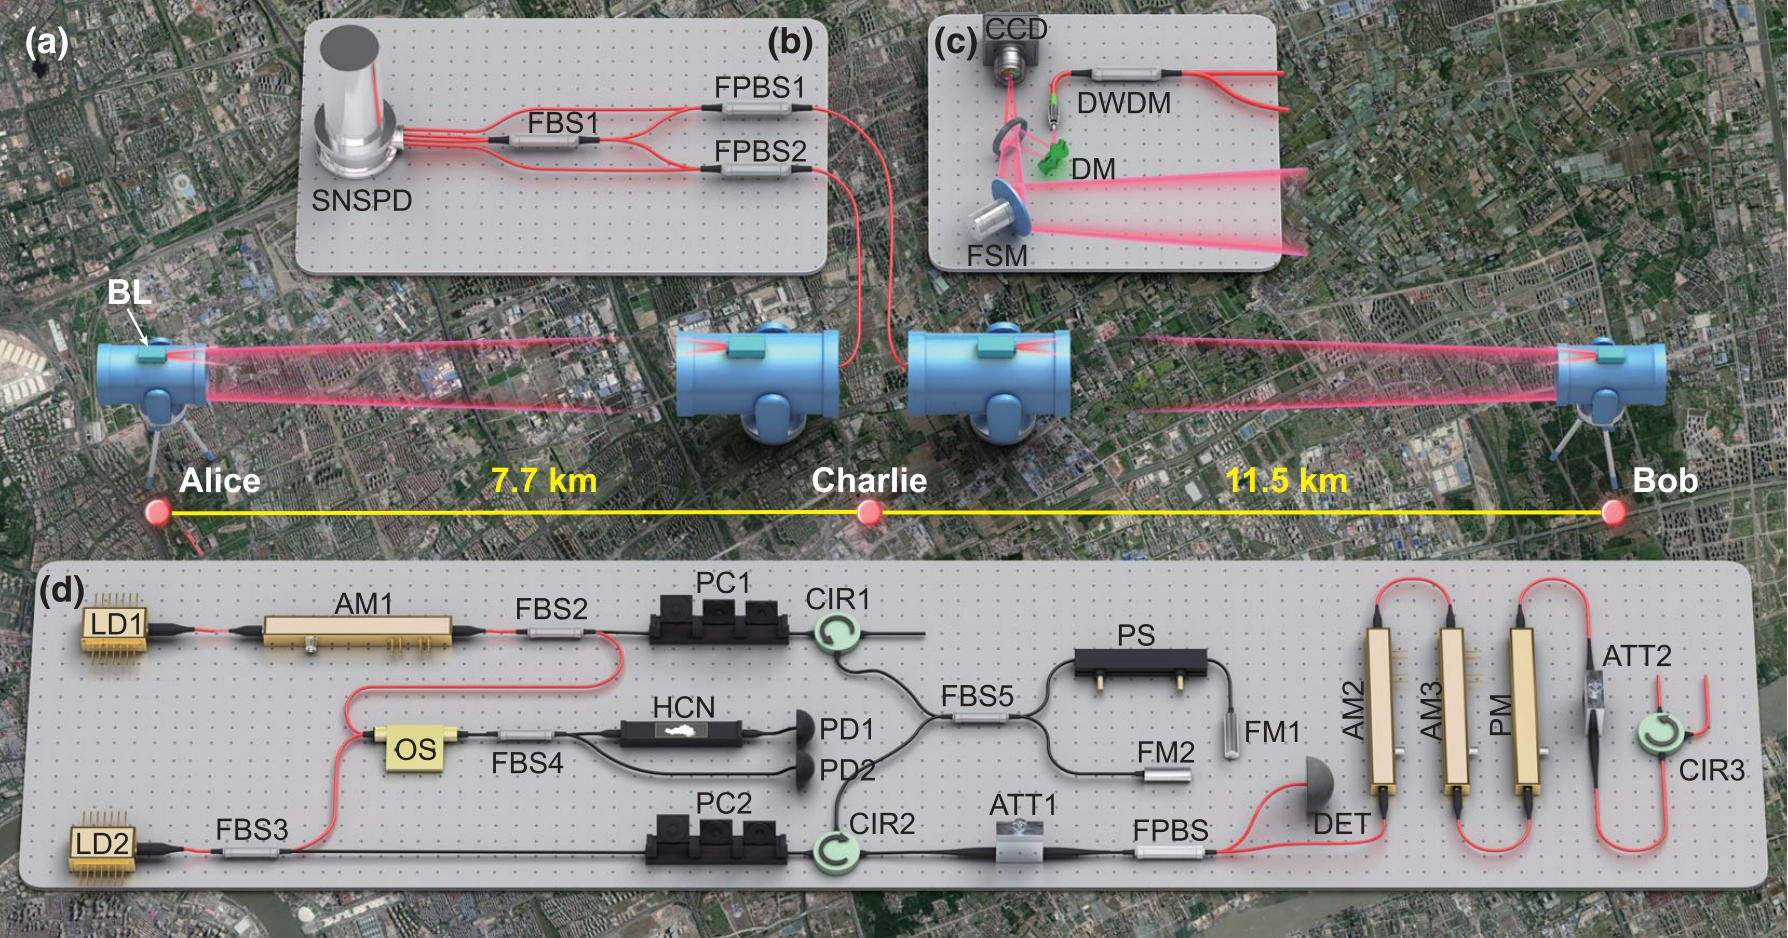 (a)
(b)
FPBS1
FBS1
FPBS2
SNSPD
(c)
CCD
DWDM
DM
FSM
BL
Alice
7.7 km
Charlie
11.5 km
Bob
(d)
LD1
AM1
FBS2
PC1
CIR1
PS
FBS5
HCN
PD1
OS
FBS4
PD2
FM1
FM2
LD2
FBS3
PC2
CIR2
ATT1
FPBS
DET
AM2
AM3
PM
ATT2
CIR3